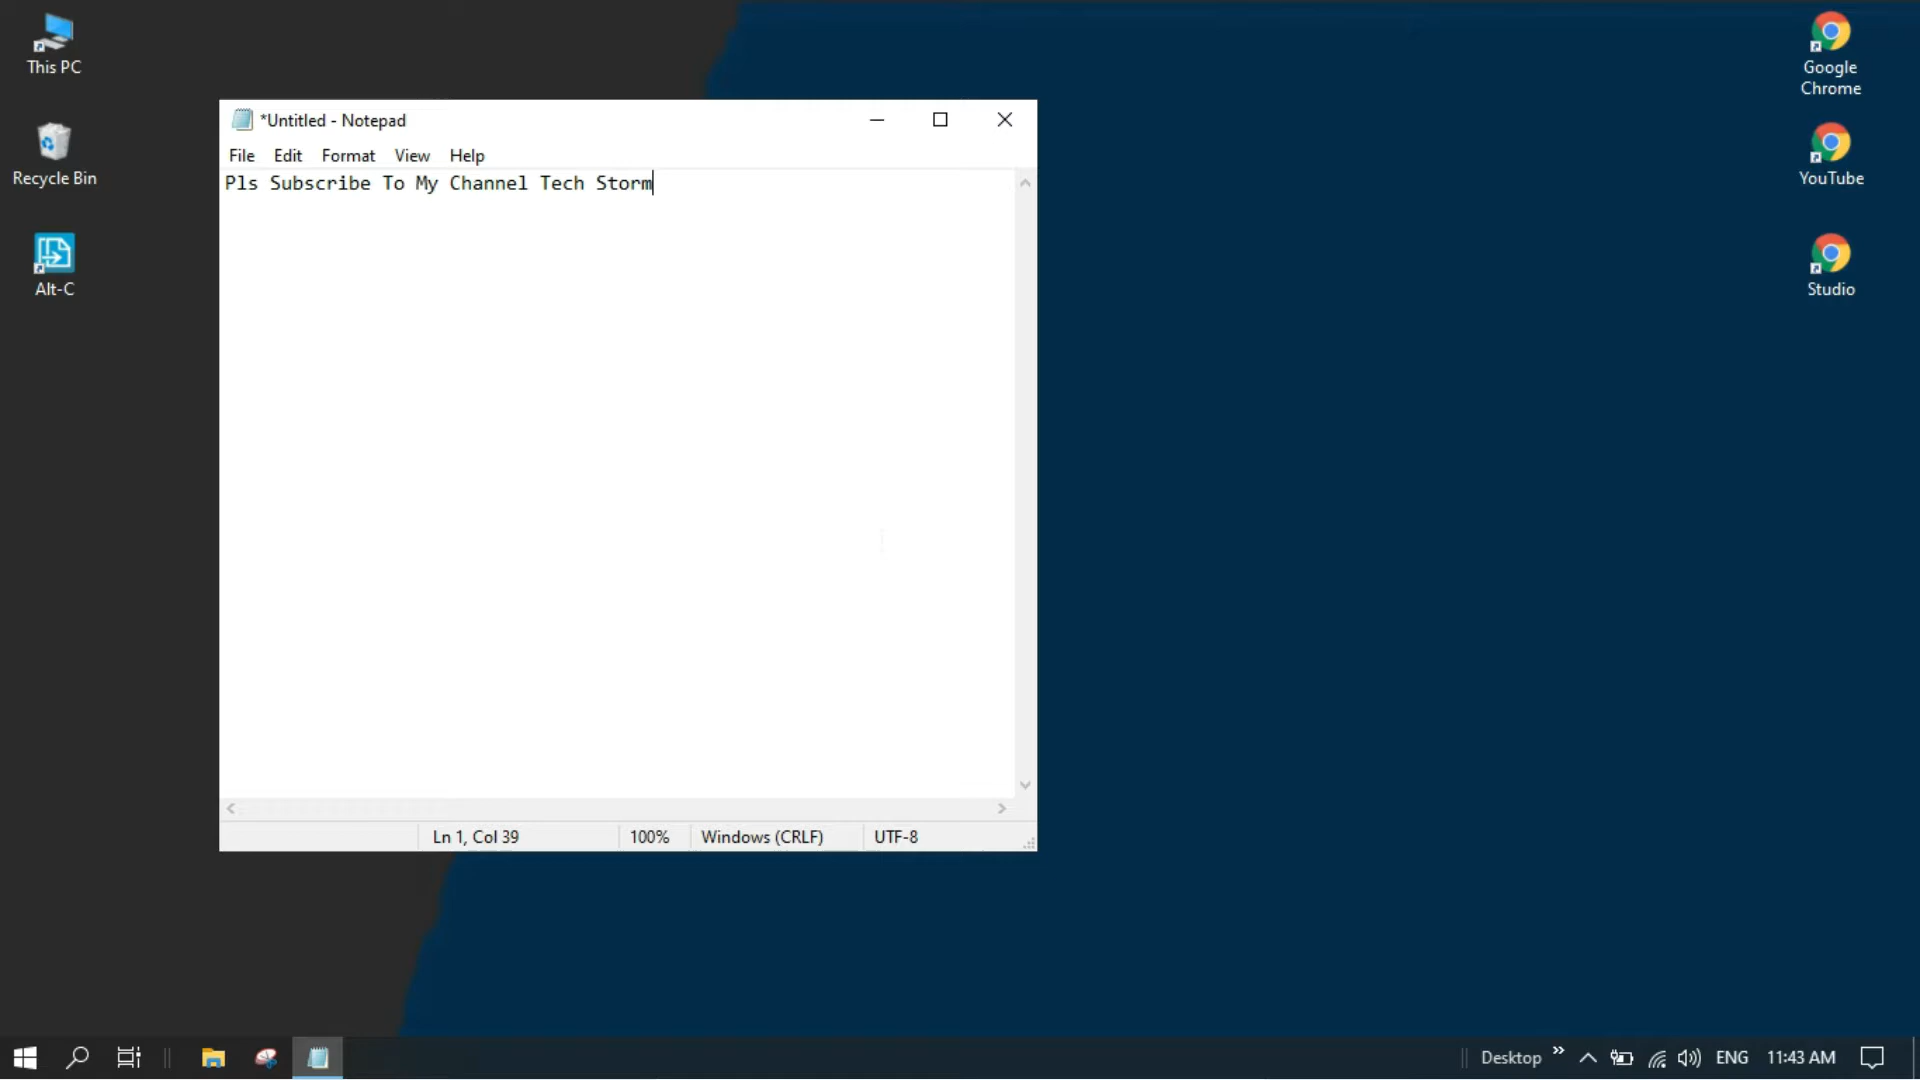 This PC
Recycle Bin
Alt-C
*Untitled - Notepad
File Edit Format View Help
Pls Subscribe To My Channel Tech Storm
Ln 1, Col 39 100% Windows (CRLF) UTF-8
Google
Chrome
YouTube
Studio
Desktop ENG 11:43 AM